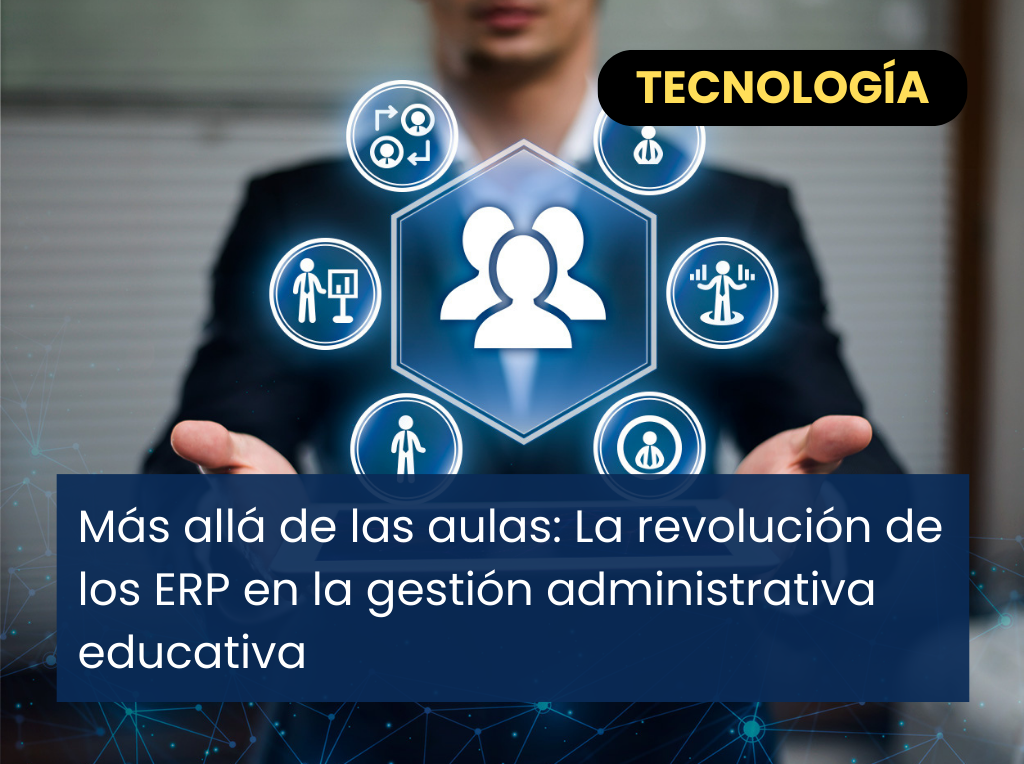 TECNOLOGÍA
Más allá de las aulas: La revolución de
los ERP en la gestión administrativa
educativa